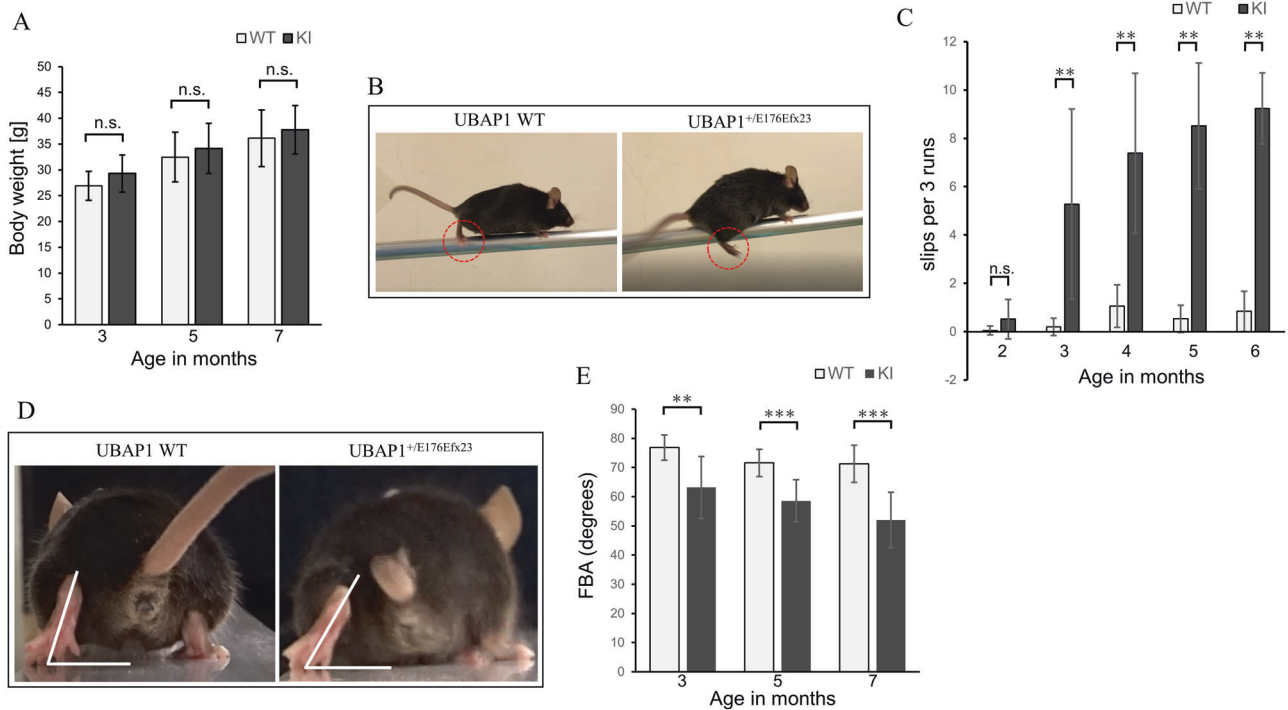 A
WT KI
n.s.
n.s.
n.s.
50
45
40
35
30
25
20
15
10
5
0
Body weight [g]
3 5 7
Age in months
B
UBAP1 WT UBAP1+/E176Efx23
C
WT KI
** ** ** ** 
n.s.
12
10
8
6
4
2
0
-2
slips per 3 runs
2 3 4 5 6
Age in months
D
UBAP1 WT UBAP1+/E176Efx23
E
WT KI
** *** ***
90
80
70
60
50
40
30
20
10
0
FBA (degrees)
3 5 7
Age in months